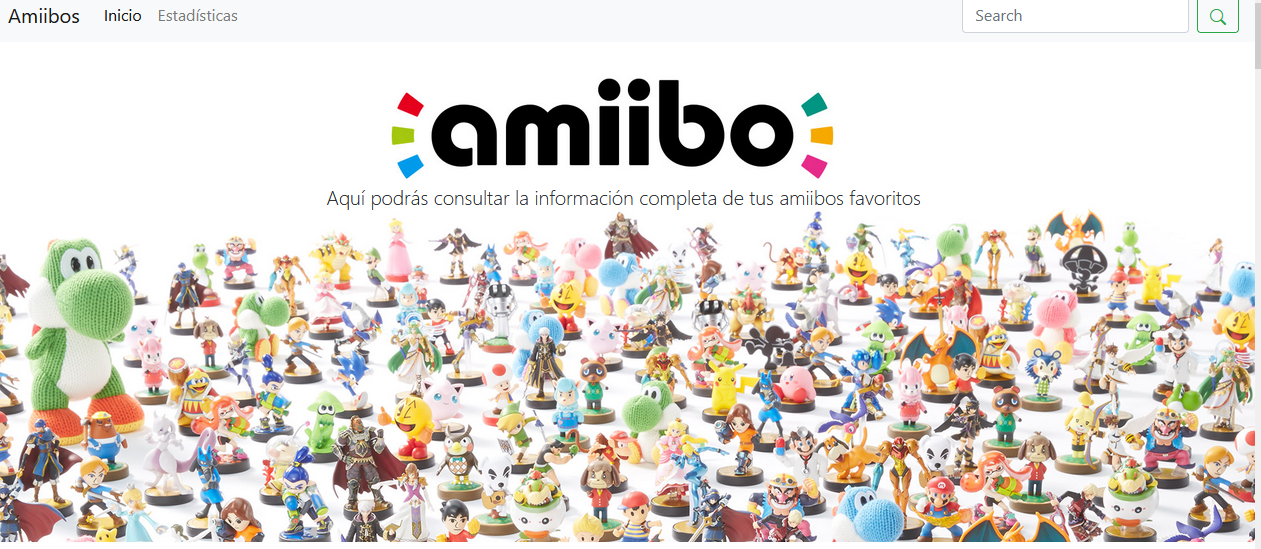 Amiibos Inicio Estadísticas Search
amiibo
Aquí podrás consultar la información completa de tus amiibos favoritos